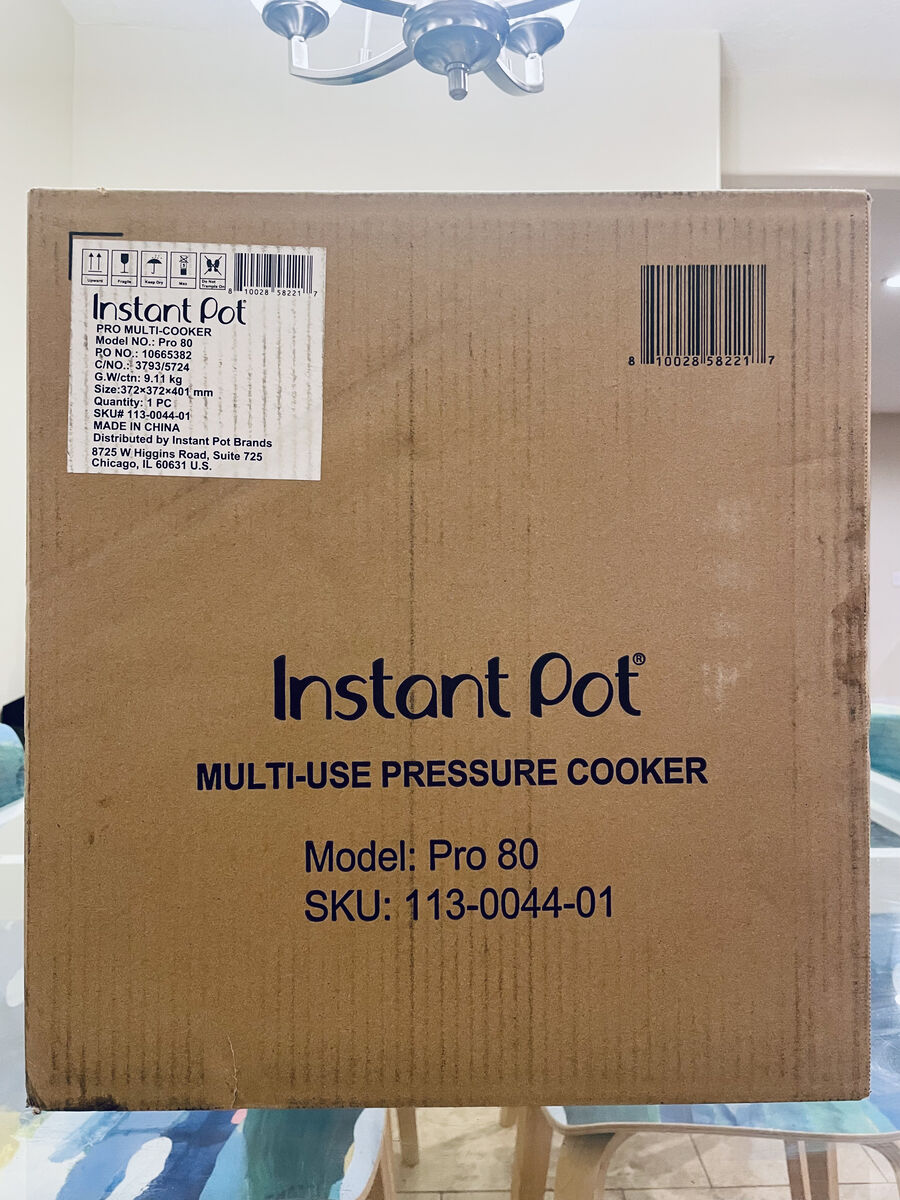 Upward Fragile Keep Dry Max Do Not
Trample On
8 10028 58221 7
Instant Pot
PRO MULTI-COOKER
Model NO.: Pro 80
PO NO.: 10665382
C/NO.: 3793/5724
G.W/ctn: 9.11 kg
Size:372×372×401 mm
Quantity: 1 PC
SKU# 113-0044-01
MADE IN CHINA
Distributed by Instant Pot Brands
8725 W Higgins Road, Suite 725
Chicago, IL 60631 U.S.
8 10028 58221 7
Instant Pot®
MULTI-USE PRESSURE COOKER
Model: Pro 80
SKU: 113-0044-01